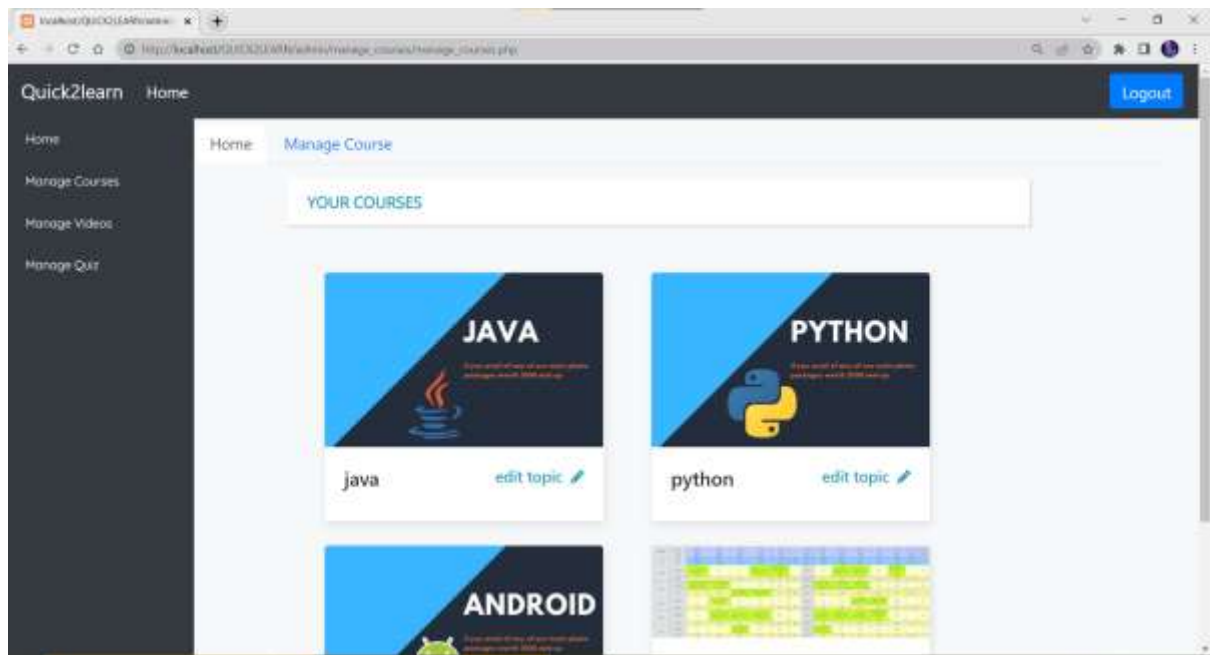 Quick2learn Home Logout
Home
Manage Courses
Manage Videos
Manage Quiz
Home Manage Course
YOUR COURSES
JAVA
java edit topic
PYTHON
python edit topic
ANDROID